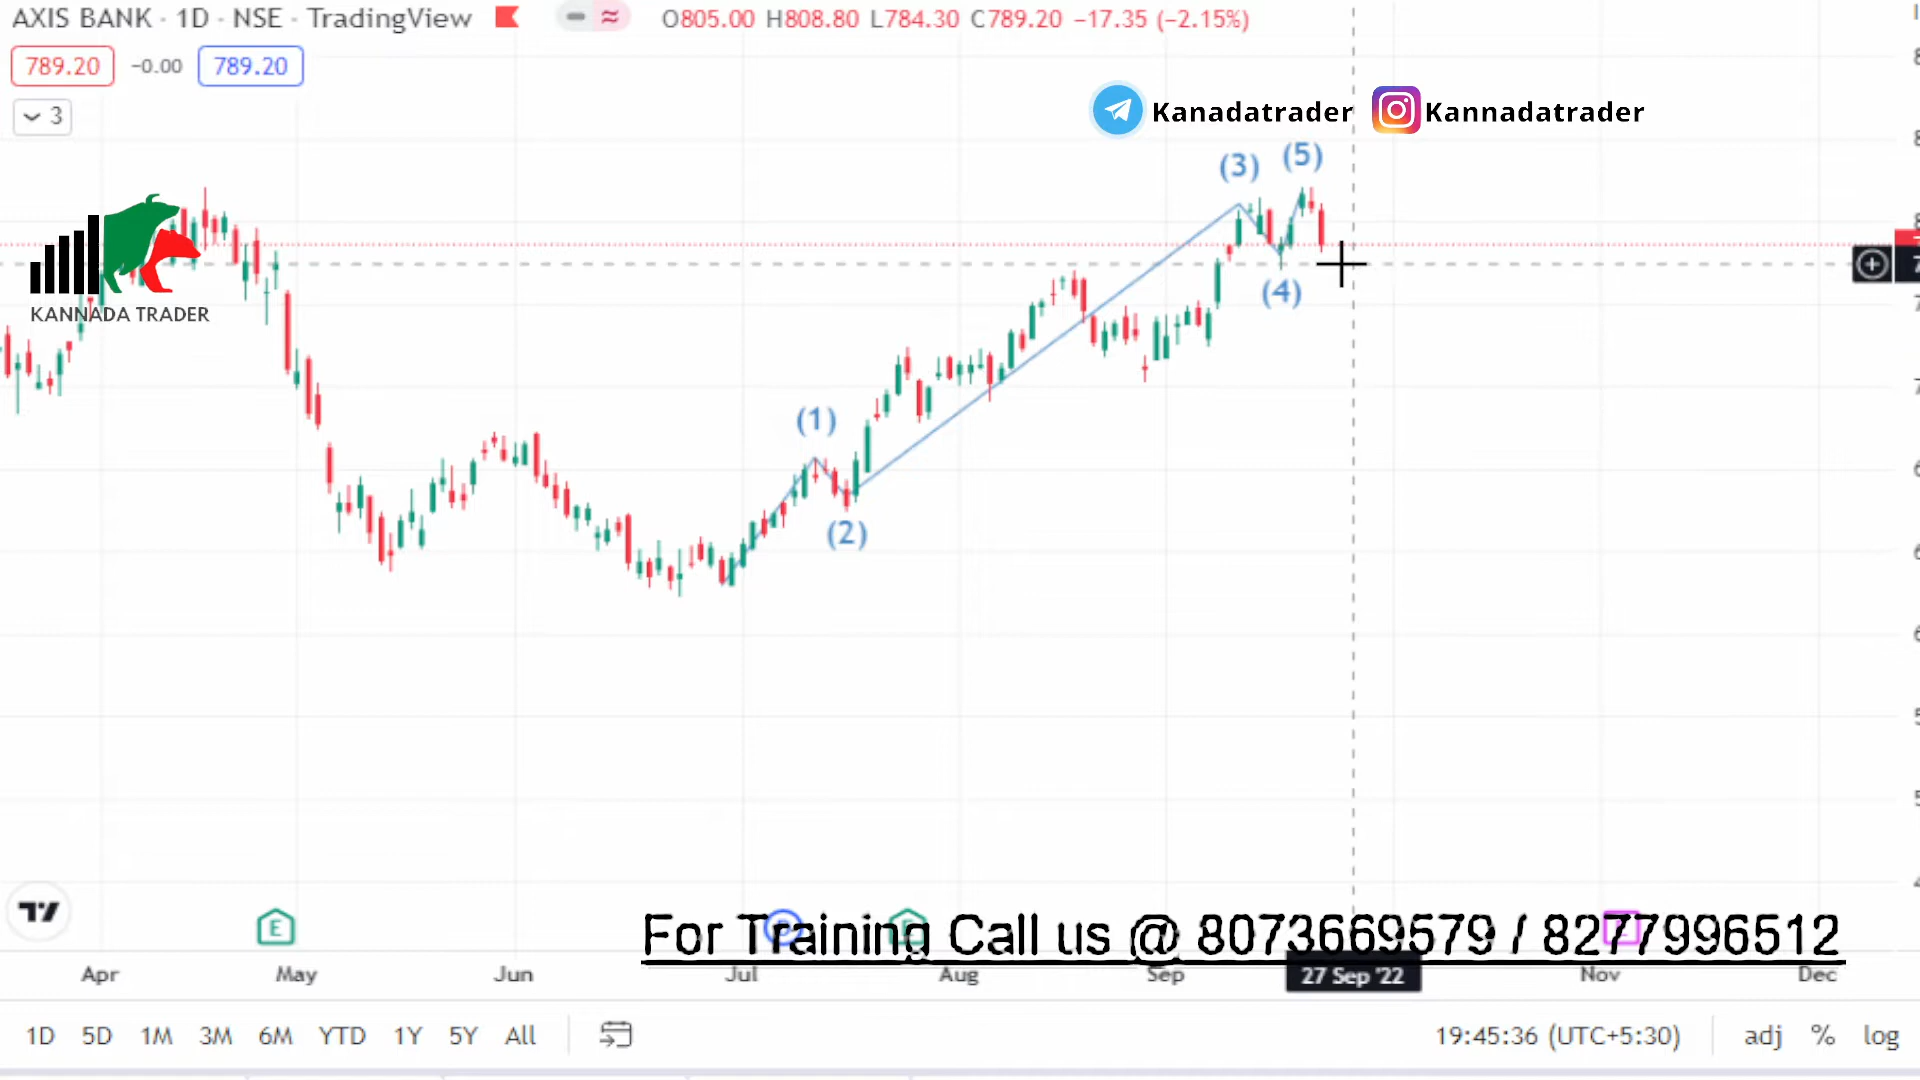 AXIS BANK · 1D · NSE · TradingView
O805.00 H808.80 L784.30 C789.20 −17.35 (−2.15%)
789.20 −0.00 789.20
3
Kanadatrader Kannadatrader
(3) (5)
KANNADA TRADER
(4)
(1)
(2)
E
For Training Call us @ 8073669579 / 8277996512
Apr May Jun Jul Aug Sep 27 Sep '22 Nov Dec
1D 5D 1M 3M 6M YTD 1Y 5Y All
19:45:36 (UTC+5:30) adj % log